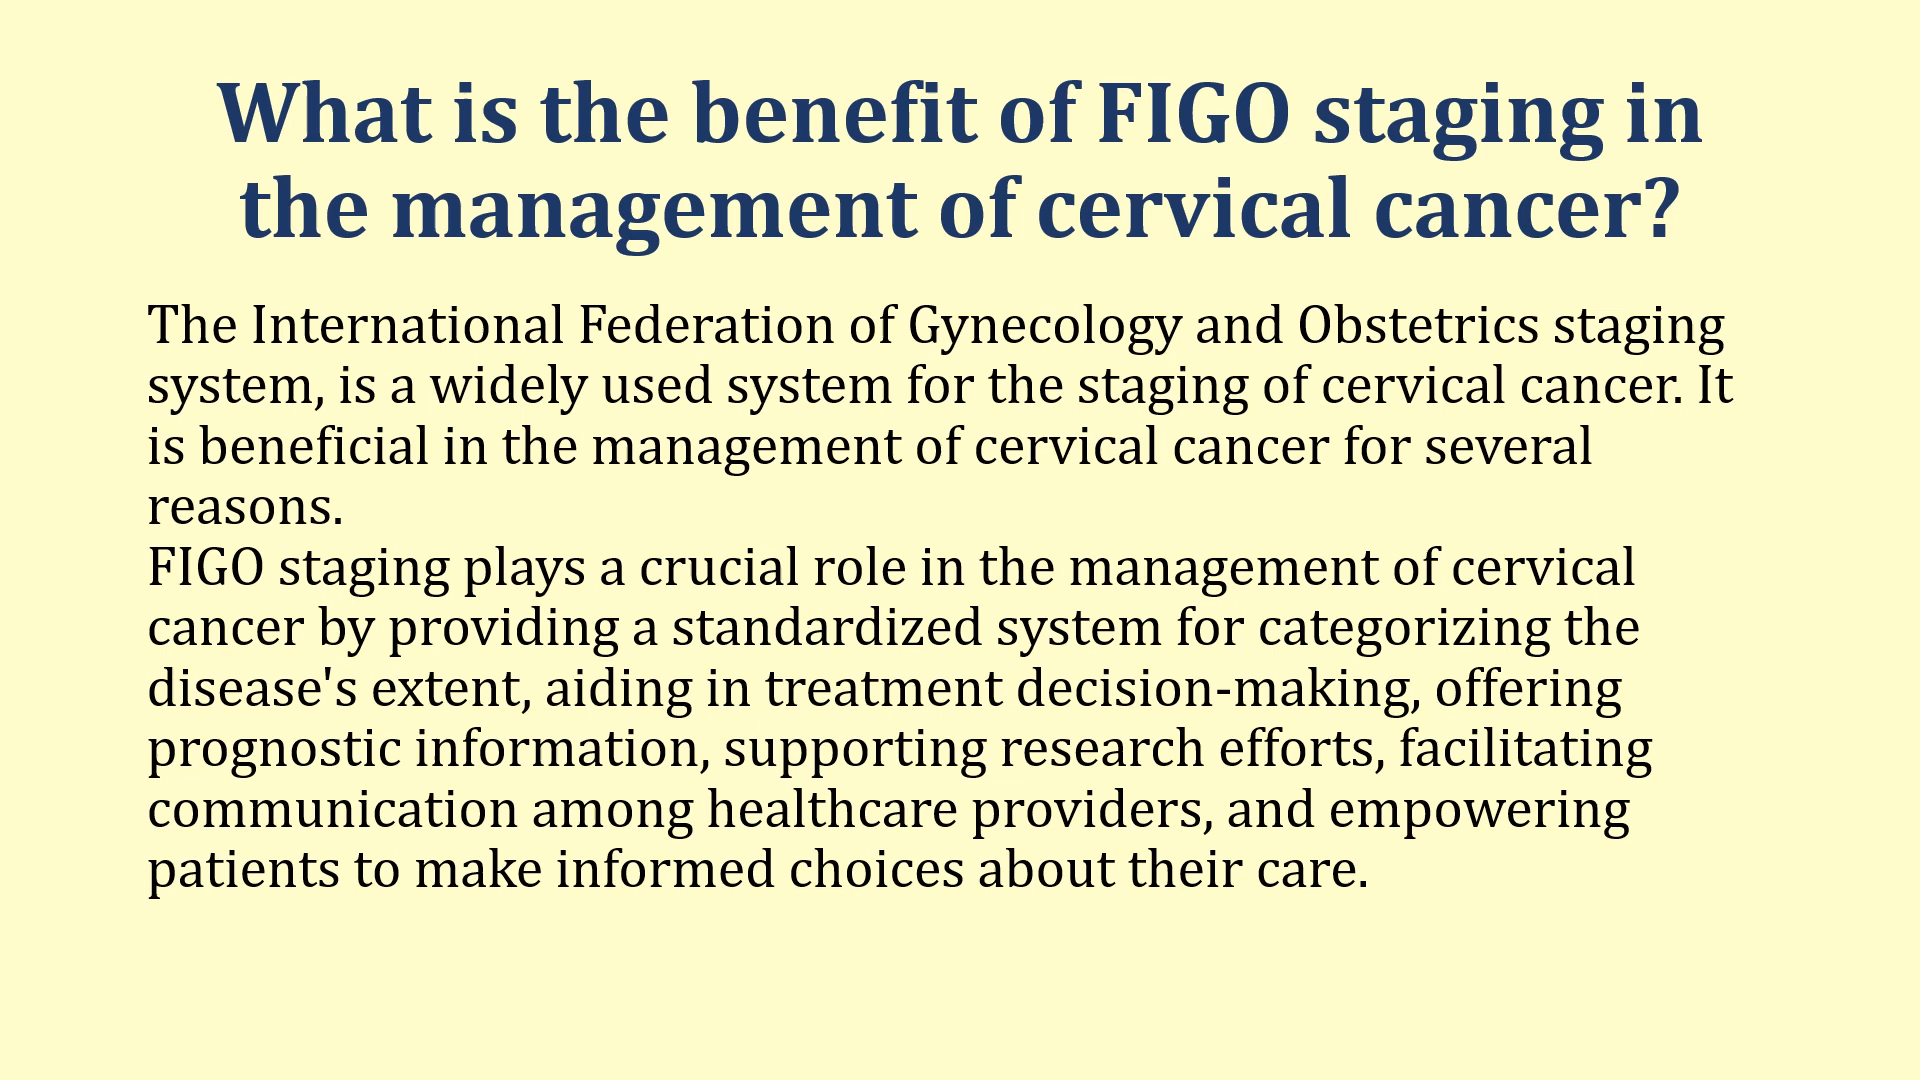 What is the benefit of FIGO staging in
the management of cervical cancer?
The International Federation of Gynecology and Obstetrics staging
system, is a widely used system for the staging of cervical cancer. It
is beneficial in the management of cervical cancer for several
reasons.
FIGO staging plays a crucial role in the management of cervical
cancer by providing a standardized system for categorizing the
disease's extent, aiding in treatment decision-making, offering
prognostic information, supporting research efforts, facilitating
communication among healthcare providers, and empowering
patients to make informed choices about their care.